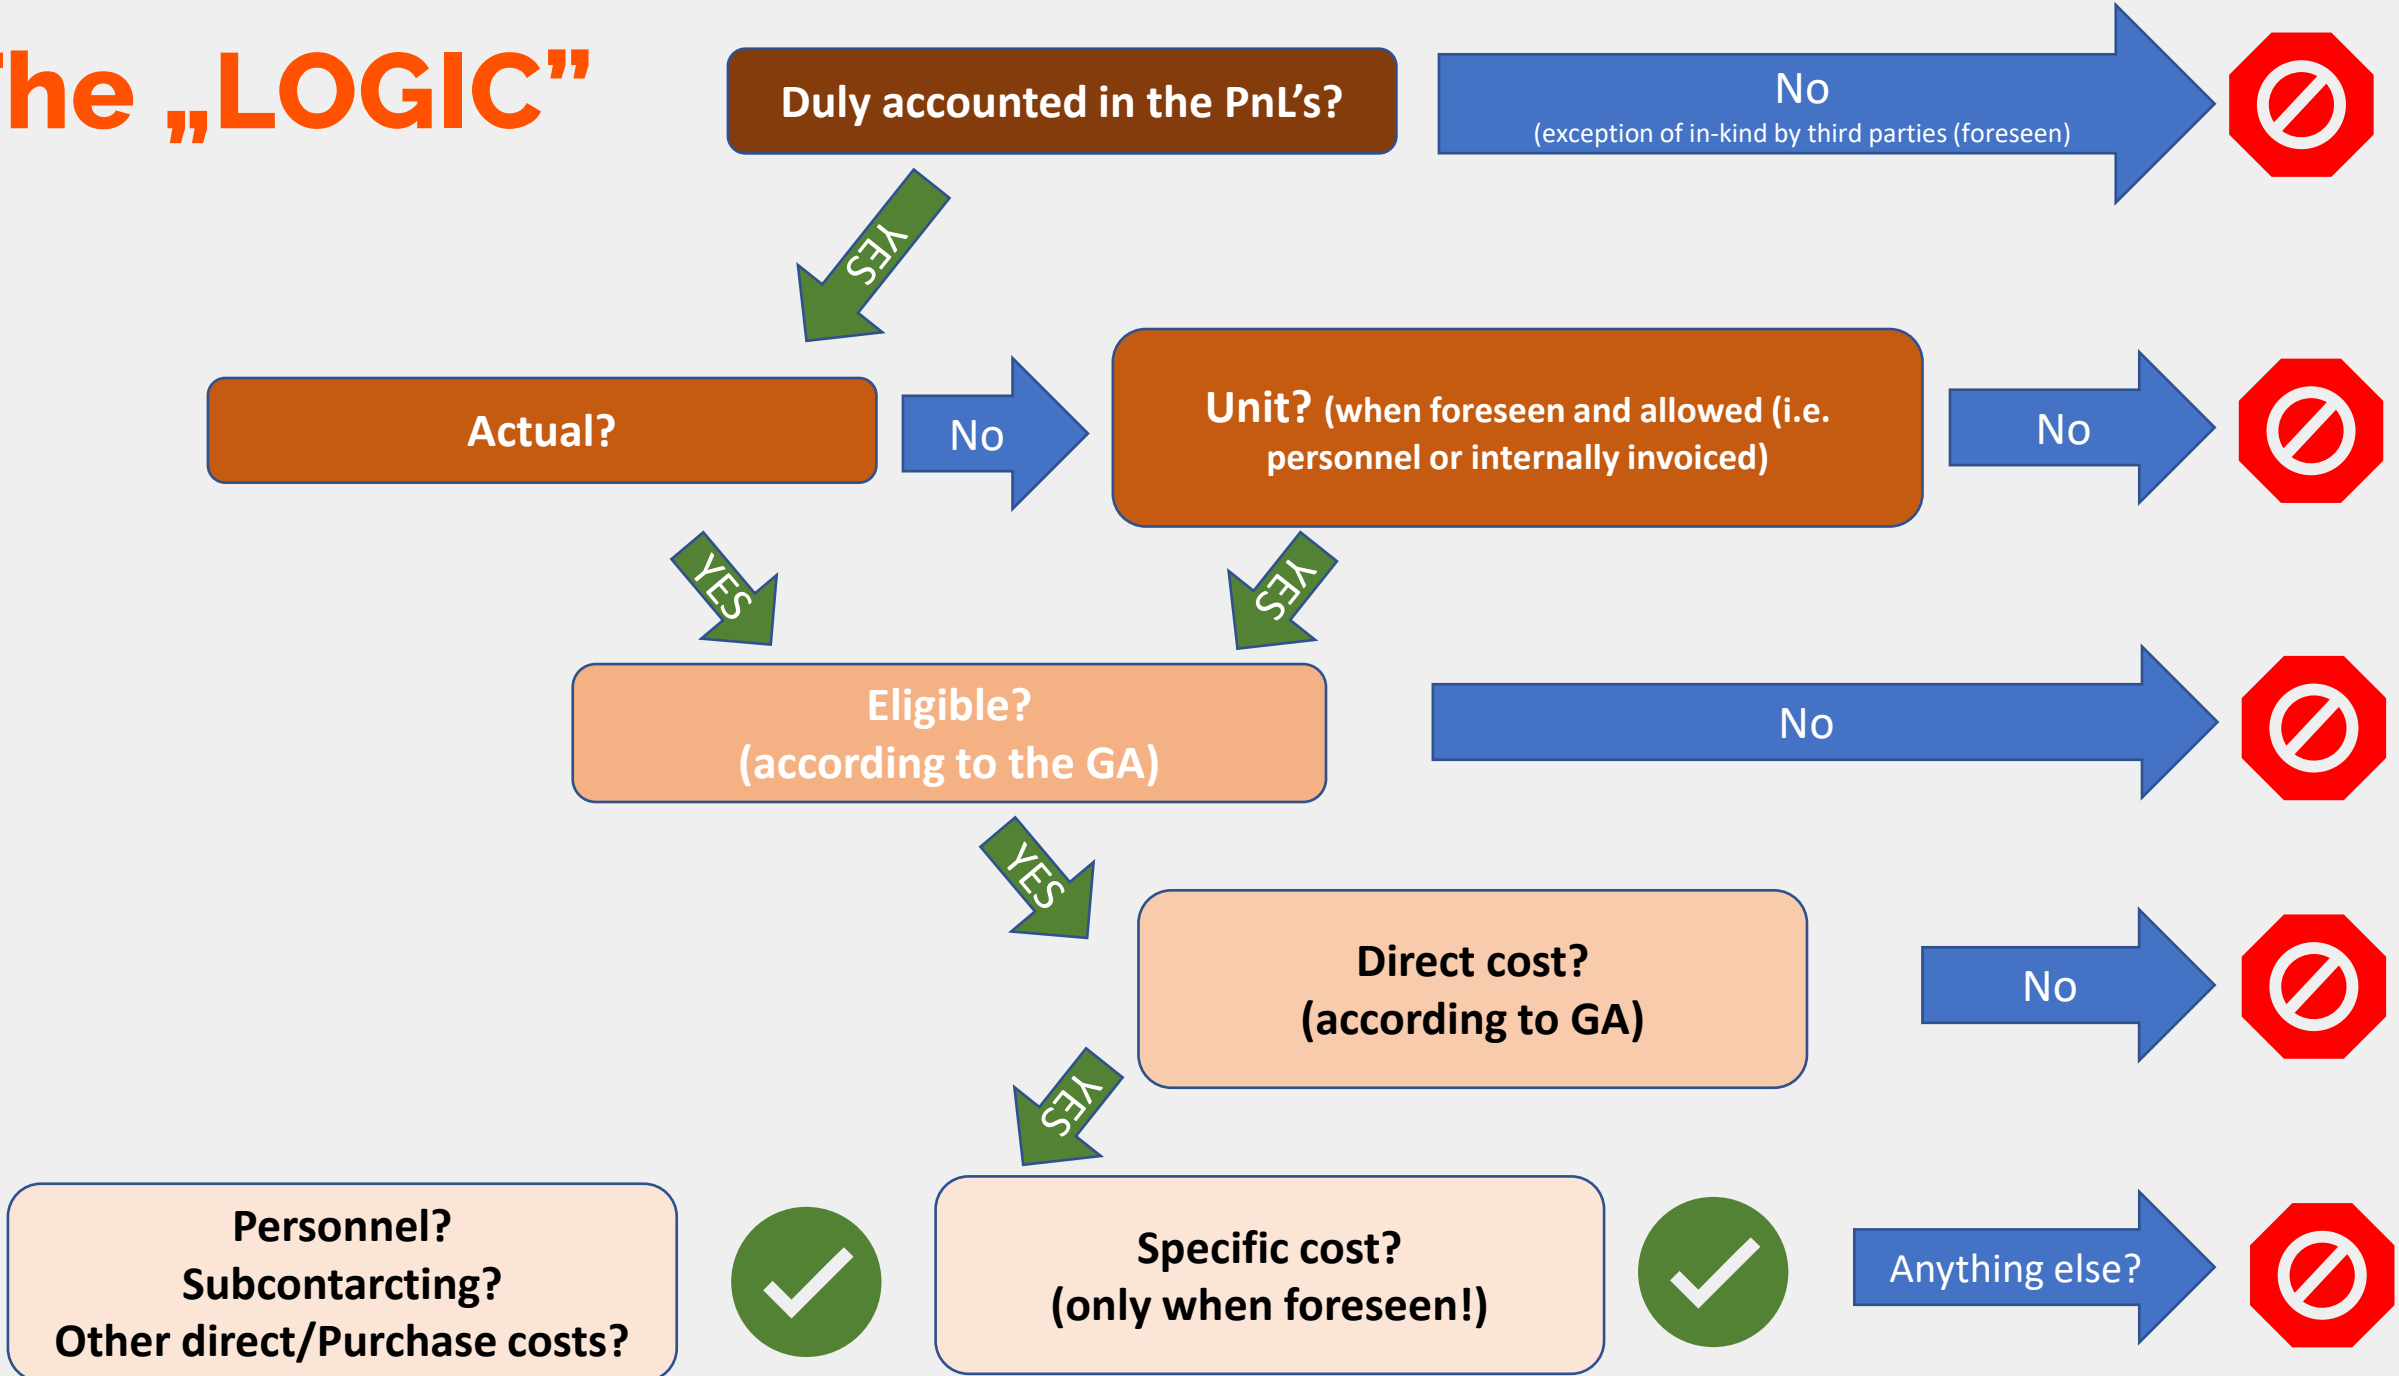 The „LOGIC”
Duly accounted in the PnL's?
No
(exception of in-kind by third parties (foreseen)
YES
Actual?
No
Unit? (when foreseen and allowed (i.e.
personnel or internally invoiced)
No
YES
YES
Eligible?
(according to the GA)
No
YES
Direct cost?
(according to GA)
No
YES
Personnel?
Subcontarcting?
Other direct/Purchase costs?
Specific cost?
(only when foreseen!)
Anything else?